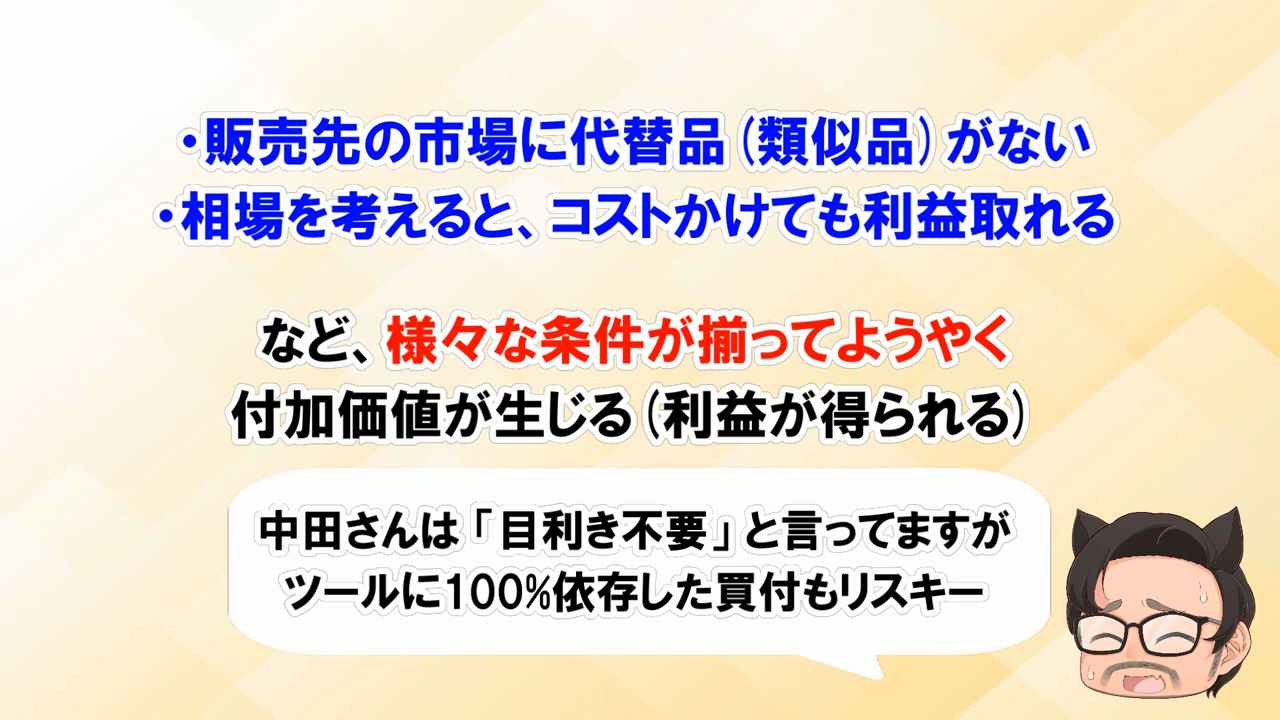 ・販売先の市場に代替品(類似品)がない
・相場を考えると、コストかけても利益取れる
など、様々な条件が揃ってようやく
付加価値が生じる(利益が得られる)
中田さんは「目利き不要」と言ってますが
ツールに100%依存した買付もリスキー